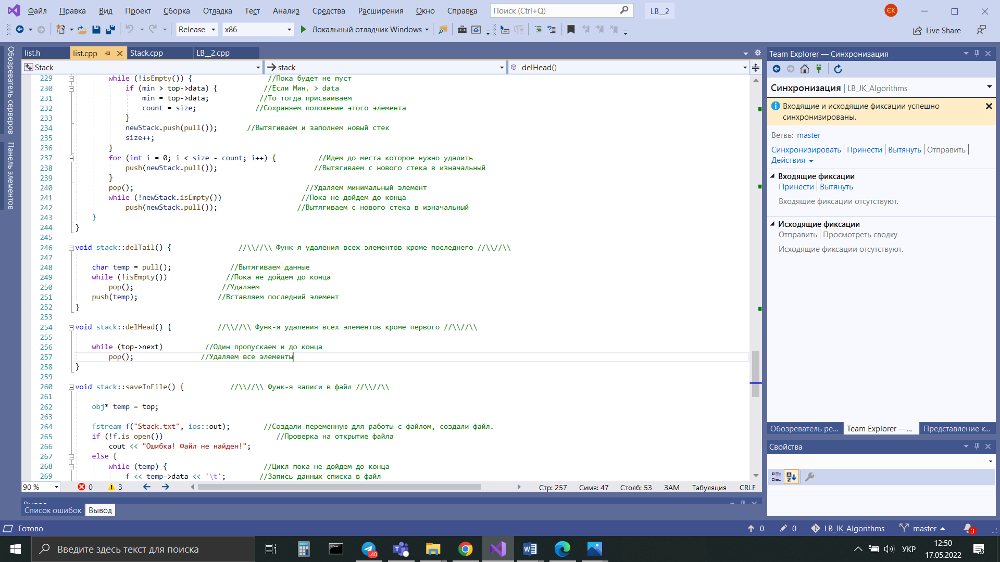 Файл Правка Вид Проект Сборка Отладка Тест Анализ Средства Расширения Окно Справка Поиск (Ctrl+Q) LB__2 ЄК
Release x86 Локальный отладчик Windows Live Share
Обозреватель серверов
Панель элементов
list.h list.cpp Stack.cpp LB__2.cpp
Stack stack delHead()
229 while (!isEmpty()) { //Пока будет не пуст
230 if (min > top->data) { //Если Мин. > data
231 min = top->data; //То тогда присваиваем
232 count = size; //Сохраняем положение этого элемента
233 }
234 newStack.push(pull()); //Вытягиваем и заполнем новый стек
235 size++;
236 }
237 for (int i = 0; i < size - count; i++) { //Идем до места которое нужно удалить
238 push(newStack.pull()); //Вытягиваем с нового стека в изначальный
239 }
240 pop(); //Удаляем минимальный элемент
241 while (!newStack.isEmpty()) //Пока не дойдем до конца
242 push(newStack.pull()); //Вытягиваем с нового стека в изначальный
243 }
244 }
245
246 void stack::delTail() { //\\//\\ Функ-я удаления всех элементов кроме последнего //\\//\\
247
248 char temp = pull(); //Вытягиваем данные
249 while (!isEmpty()) //Пока не дойдем до конца
250 pop(); //Удаляем
251 push(temp); //Вставляем последний элемент
252 }
253
254 void stack::delHead() { //\\//\\ Функ-я удаления всех элементов кроме первого //\\//\\
255
256 while (top->next) //Один пропускаем и до конца
257 pop(); //Удаляем все элементы
258 }
259
260 void stack::saveInFile() { //\\//\\ Функ-я записи в файл //\\//\\
261
262 obj* temp = top;
263
264 fstream f("Stack.txt", ios::out); //Создали переменную для работы с файлом, создали файл.
265 if (!f.is_open()) //Проверка на открытие файла
266 cout << "Ошибка! Файл не найден!";
267 else {
268 while (temp) { //Цикл пока не дойдем до конца
269 f << temp->data << '\t'; //Запись данных списка в файл
90 % 0 3 Стр: 257 Симв: 47 Столб: 53 ЗАМ Табуляция CRLF
Вывод
Список ошибок Вывод
Team Explorer — Синхронизация
Синхронизация | LB_JK_Algorithms
Входящие и исходящие фиксации успешно
синхронизированы.
Ветвь: master
Синхронизировать | Принести | Вытянуть | Отправить |
Действия
Входящие фиксации
Принести | Вытянуть
Входящие фиксации отсутствуют.
Исходящие фиксации
Отправить | Просмотреть сводку
Исходящие фиксации отсутствуют.
Обозреватель ре... Team Explorer —... Представление к...
Свойства
Готово 0 0 LB_JK_Algorithms master 3
Введите здесь текст для поиска ..40 УКР 12:50
17.05.2022